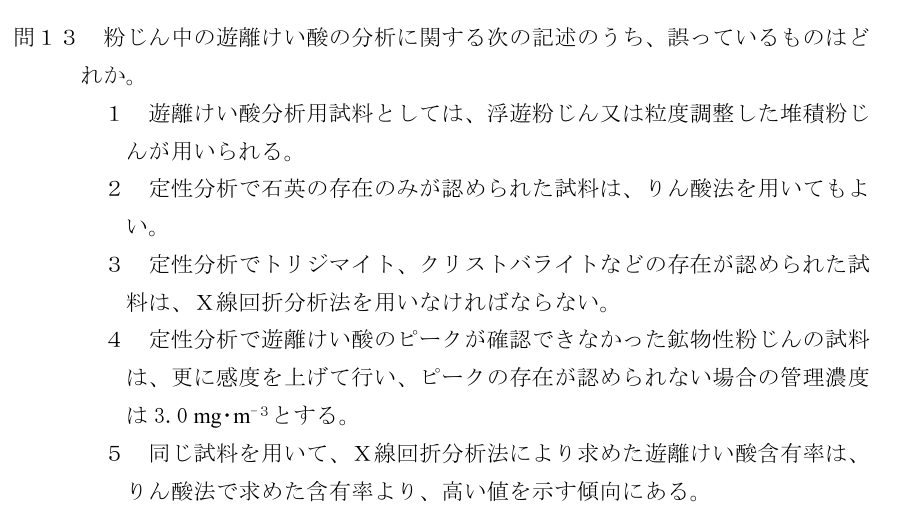 問１３　粉じん中の遊離けい酸の分析に関する次の記述のうち、誤っているものはど
れか。
１　遊離けい酸分析用試料としては、浮遊粉じん又は粒度調整した堆積粉じ
んが用いられる。
２　定性分析で石英の存在のみが認められた試料は、りん酸法を用いてもよ
い。
３　定性分析でトリジマイト、クリストバライトなどの存在が認められた試
料は、Ｘ線回折分析法を用いなければならない。
４　定性分析で遊離けい酸のピークが確認できなかった鉱物性粉じんの試料
は、更に感度を上げて行い、ピークの存在が認められない場合の管理濃度
は 3.0 mg･m⁻³とする。
５　同じ試料を用いて、Ｘ線回折分析法により求めた遊離けい酸含有率は、
りん酸法で求めた含有率より、高い値を示す傾向にある。